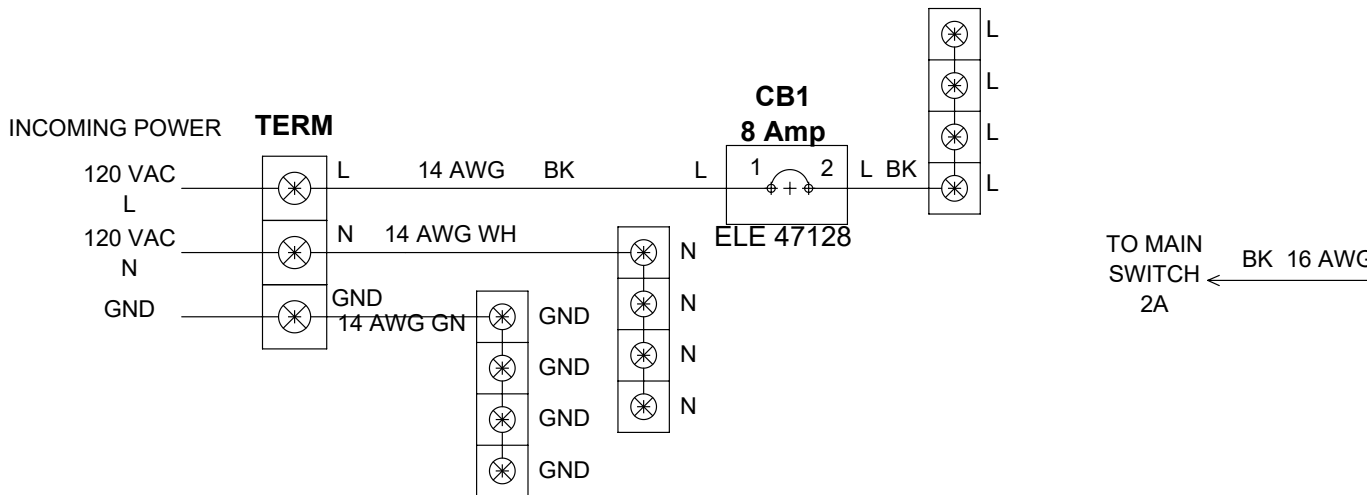 INCOMING POWER
TERM
120 VAC
L
120 VAC
N
GND
L 14 AWG BK L
N 14 AWG WH
GND
14 AWG GN
CB1
8 Amp
1 2
ELE 47128
L BK
L
L
L
L
N
N
N
N
GND
GND
GND
GND
TO MAIN
SWITCH
2A
BK 16 AWG